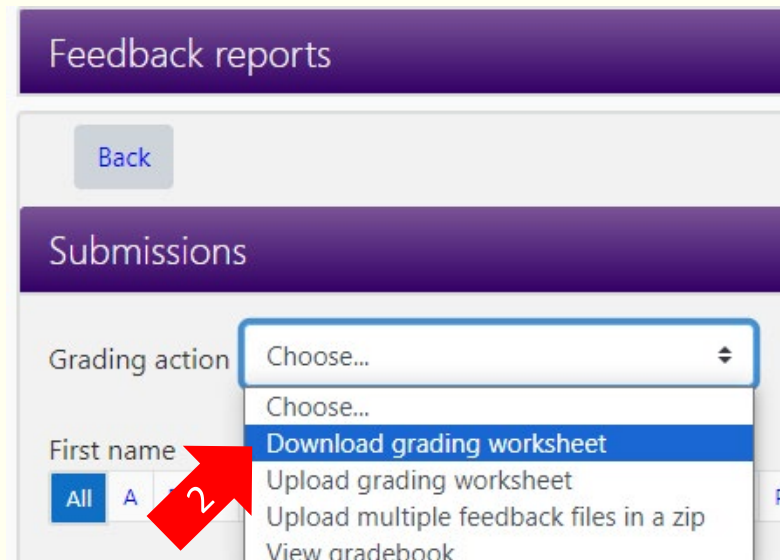 Feedback reports
Back
Submissions
Grading action Choose...
Choose...
First name Download grading worksheet
Upload grading worksheet
All A 2
Upload multiple feedback files in a zip
View gradebook